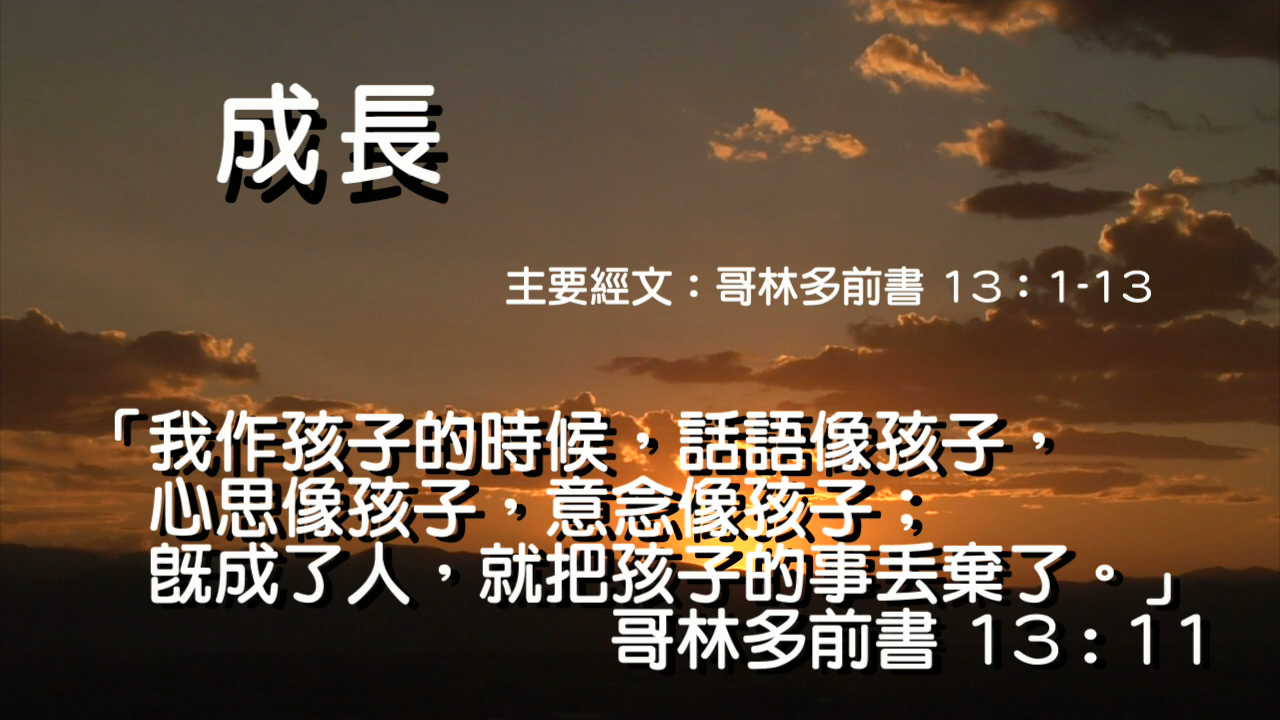 成長
主要經文：哥林多前書 13：1-13
「我作孩子的時候，話語像孩子，
心思像孩子，意念像孩子；
既成了人，就把孩子的事丟棄了。」
哥林多前書 13：11